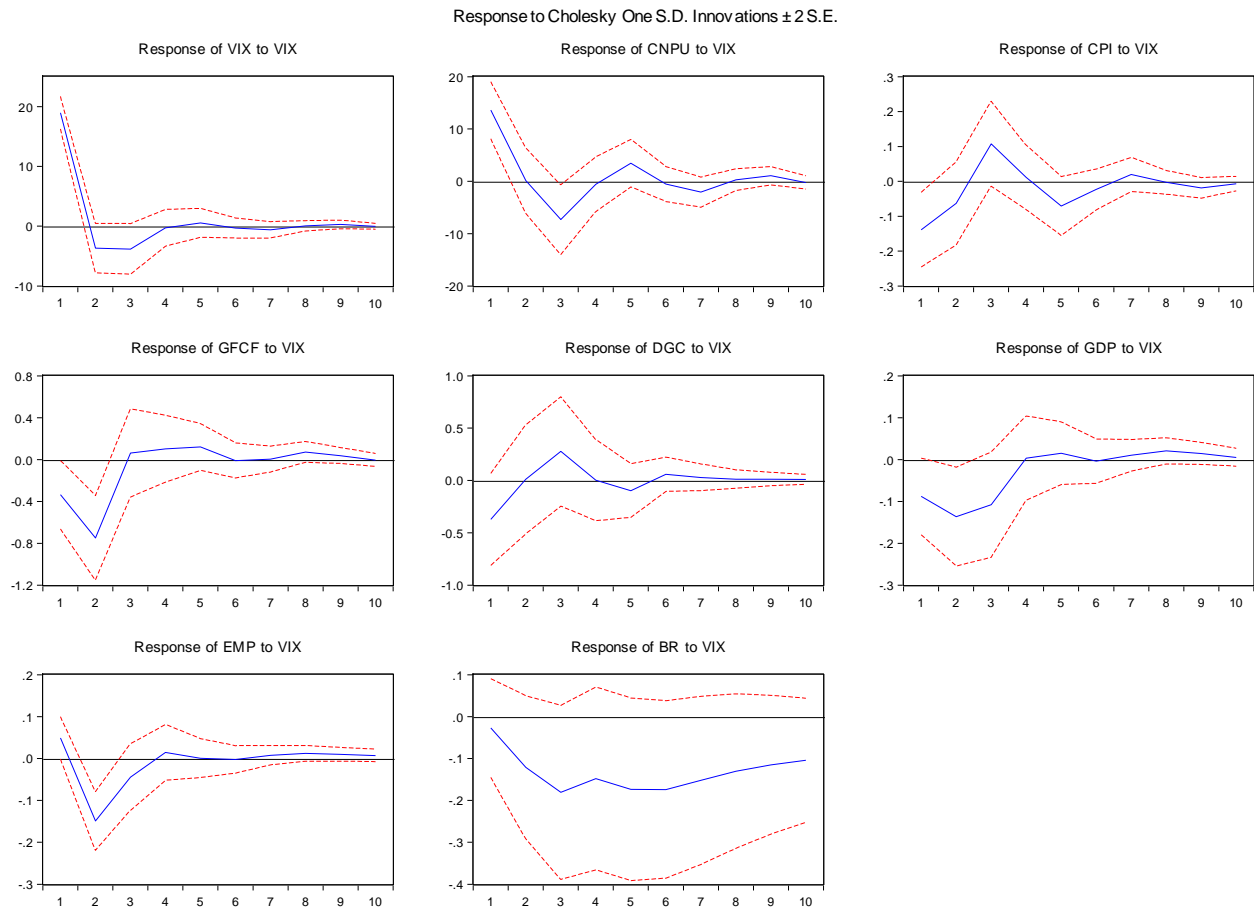 Response to Cholesky One S.D. Innovations ± 2 S.E.
Response of VIX to VIX
20
10
0
-10
1 2 3 4 5 6 7 8 9 10
Response of CNPU to VIX
20
10
0
-10
-20
1 2 3 4 5 6 7 8 9 10
Response of CPI to VIX
.3
.2
.1
.0
-.1
-.2
-.3
1 2 3 4 5 6 7 8 9 10
Response of GFCF to VIX
0.8
0.4
0.0
-0.4
-0.8
-1.2
1 2 3 4 5 6 7 8 9 10
Response of DGC to VIX
1.0
0.5
0.0
-0.5
-1.0
1 2 3 4 5 6 7 8 9 10
Response of GDP to VIX
.2
.1
.0
-.1
-.2
-.3
1 2 3 4 5 6 7 8 9 10
Response of EMP to VIX
.2
.1
.0
-.1
-.2
-.3
1 2 3 4 5 6 7 8 9 10
Response of BR to VIX
.1
.0
-.1
-.2
-.3
-.4
1 2 3 4 5 6 7 8 9 10